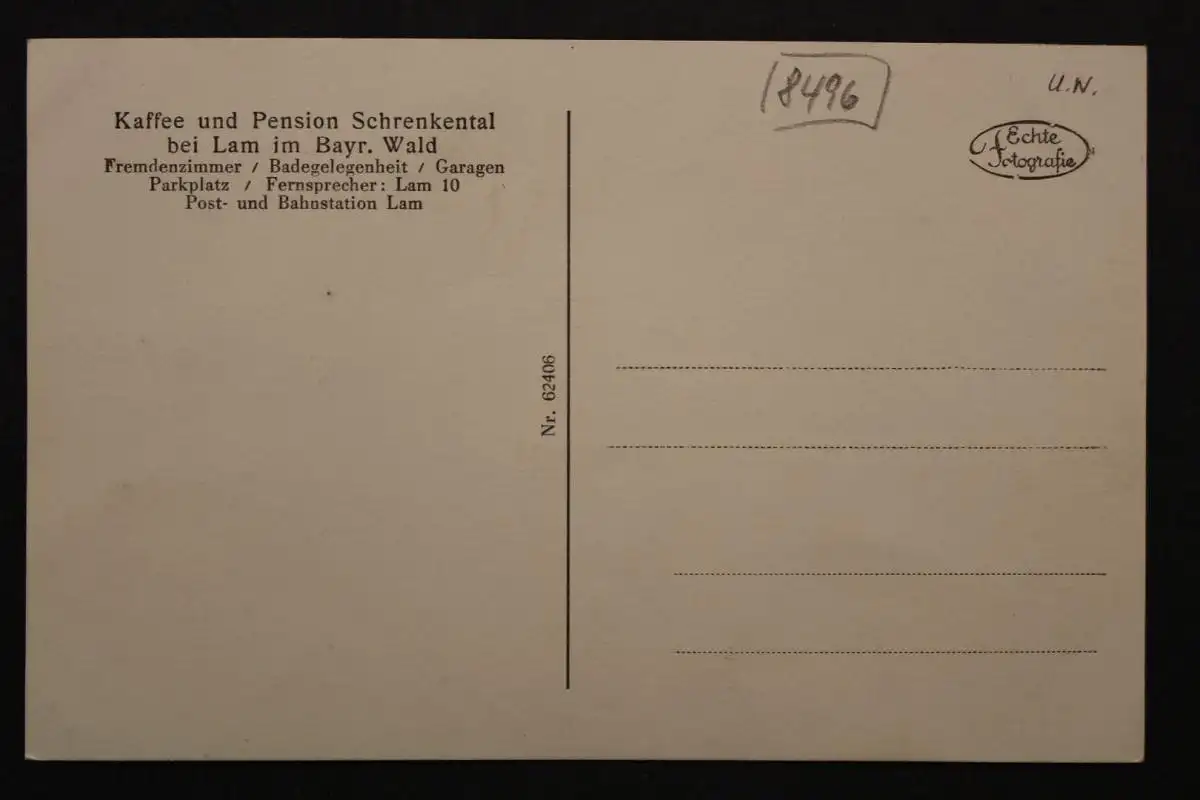 Kaffee und Pension Schrenkental
bei Lam im Bayr. Wald
Fremdenzimmer / Badegelegenheit / Garagen
Parkplatz / Fernsprecher: Lam 10
Post- und Bahnstation Lam
Nr. 62406
8496
U.N.
Echte
Fotografie